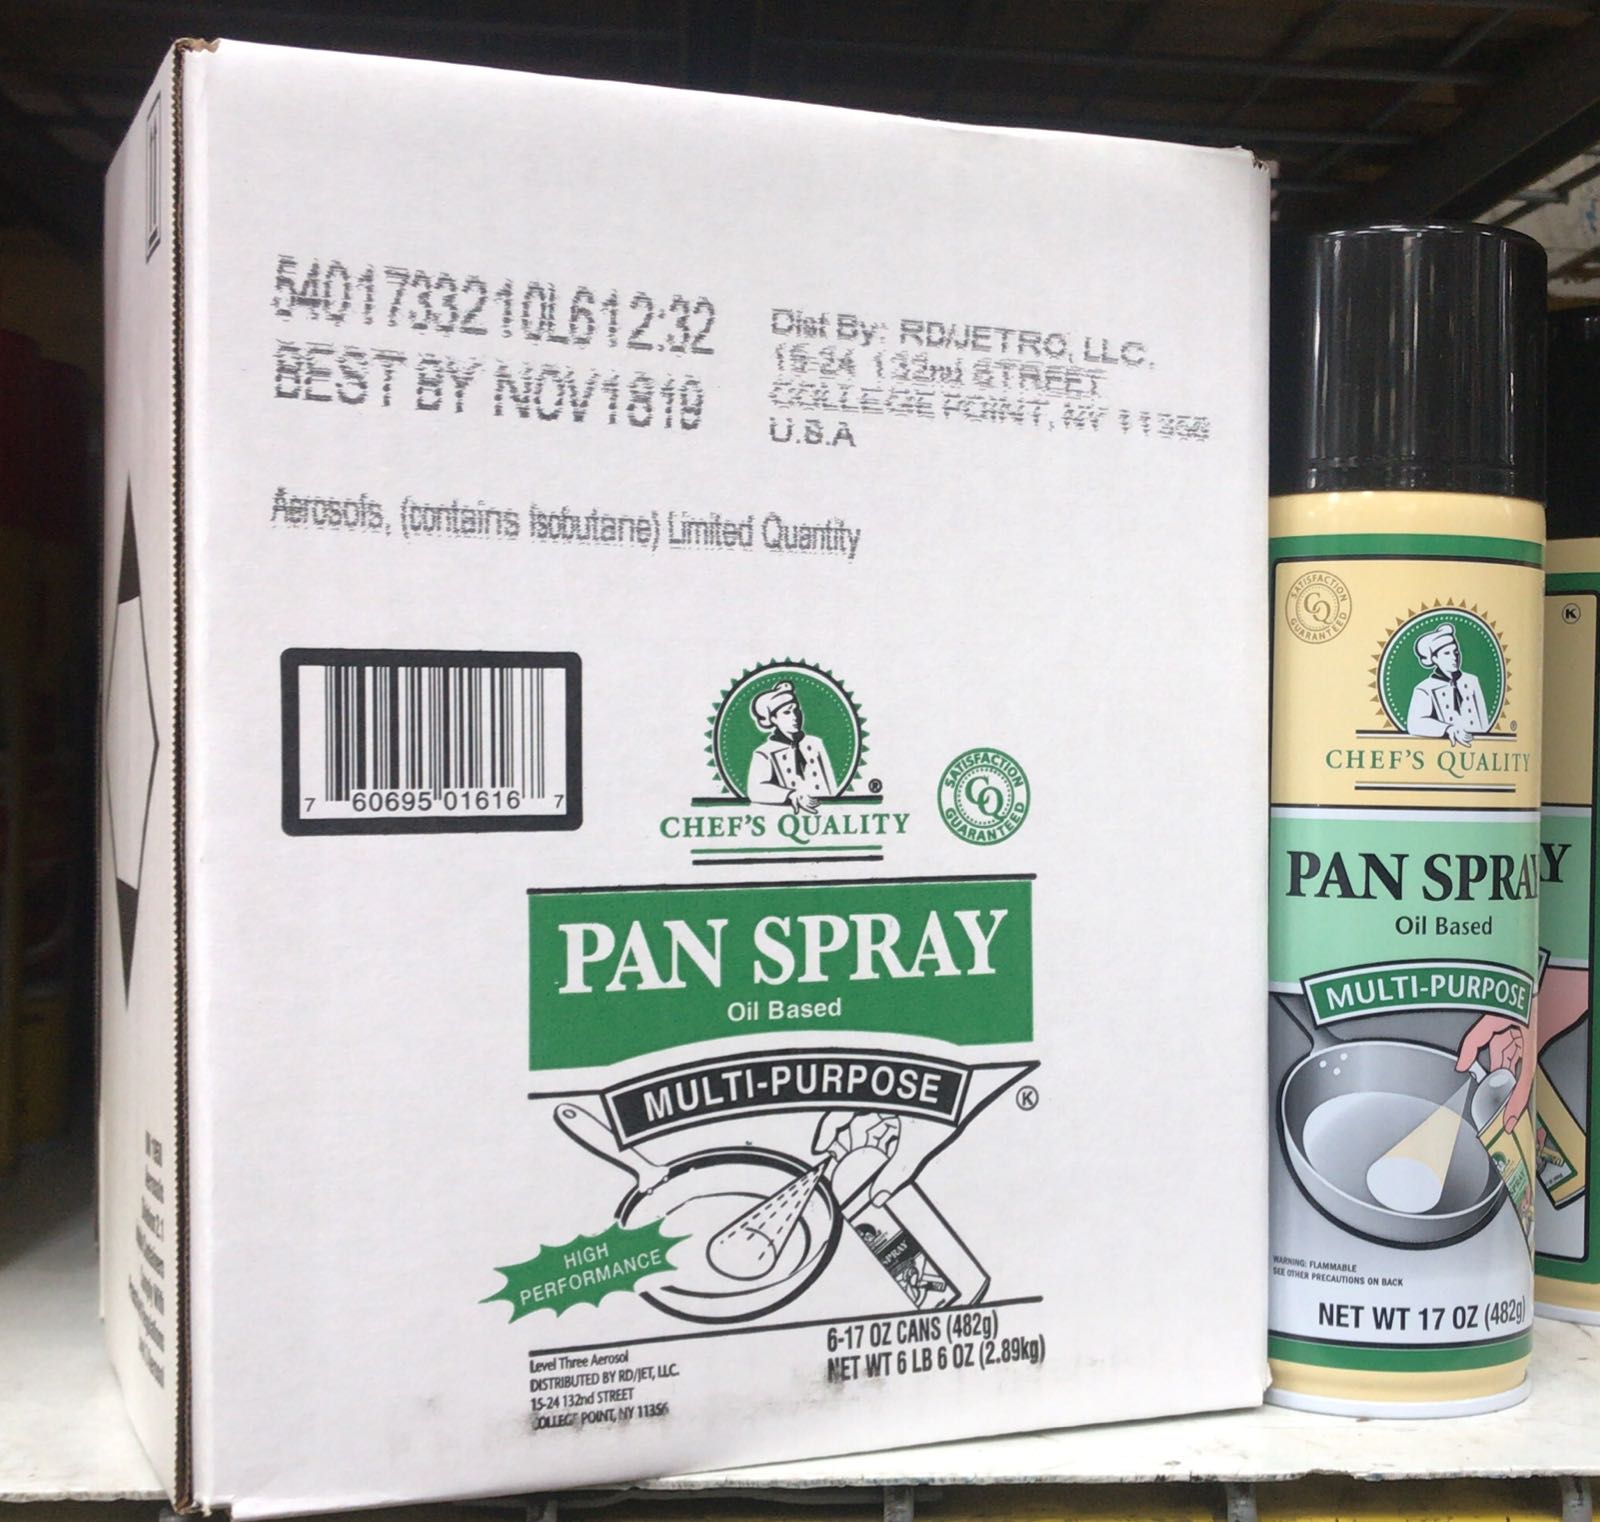 BEST BY NOV1818
Dist By: RD/JETRO, LLC.
15-24 132nd STREET
COLLEGE POINT, NY 11356
U.S.A
Aerosols, (contains Isobutane) Limited Quantity
7 60695 01616 7
®
CHEF'S QUALITY
SATISFACTION
CQ
GUARANTEED
PAN SPRAY
Oil Based
MULTI-PURPOSE
K
HIGH
PERFORMANCE
SPRAY
6-17 OZ CANS (482g)
NET WT 6 LB 6 OZ (2.89kg)
Level Three Aerosol
DISTRIBUTED BY RD/JET, LLC.
15-24 132nd STREET
COLLEGE POINT, NY 11356
SATISFACTION
CQ
GUARANTEED
®
CHEF'S QUALITY
PAN SPRAY
Oil Based
MULTI-PURPOSE
WARNING: FLAMMABLE
SEE OTHER PRECAUTIONS ON BACK
NET WT 17 OZ (482g)
K
Y